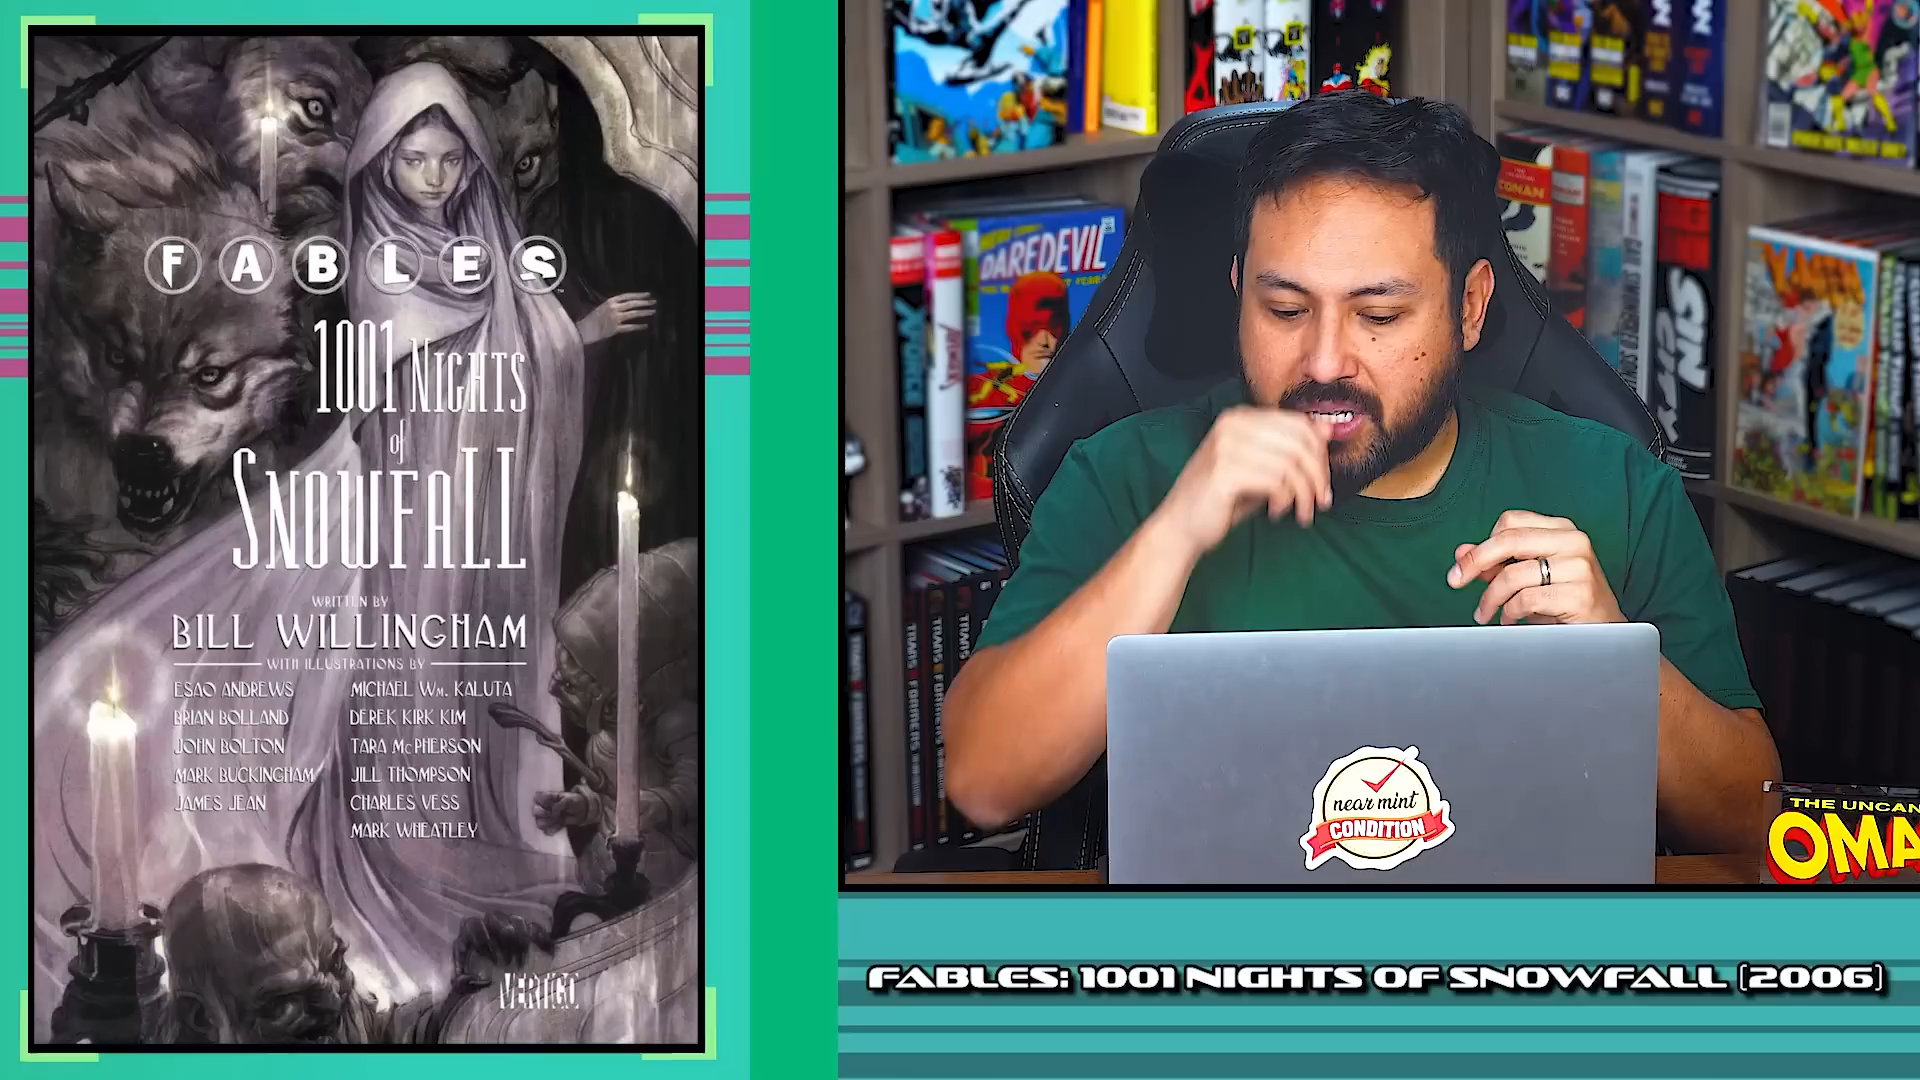 FABLES
1001 NIGHTS
of
SNOWFALL
WRITTEN BY
BILL WILLINGHAM
WITH ILLUSTRATIONS BY
ESAO ANDREWS
BRIAN BOLLAND
JOHN BOLTON
MARK BUCKINGHAM
JAMES JEAN
MICHAEL WM. KALUTA
DEREK KIRK KIM
TARA MCPHERSON
JILL THOMPSON
CHARLES VESS
MARK WHEATLEY
VERTIGO
DAREDEVIL
CONAN
SIN
CITY
X-MEN
near mint
CONDITION
THE UNCAN
OMA
FABLES: 1001 NIGHTS OF SNOWFALL (2006)